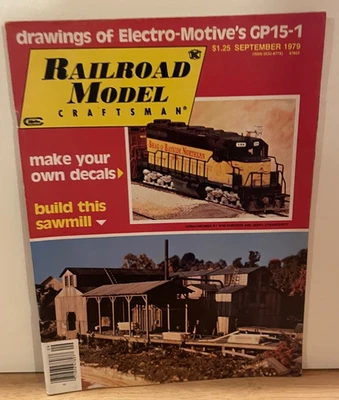 drawings of Electro-Motive's GP15-1
$1.25 SEPTEMBER 1979
RAILROAD
MODEL
CRAFTSMAN
make your
own decals
build this
sawmill